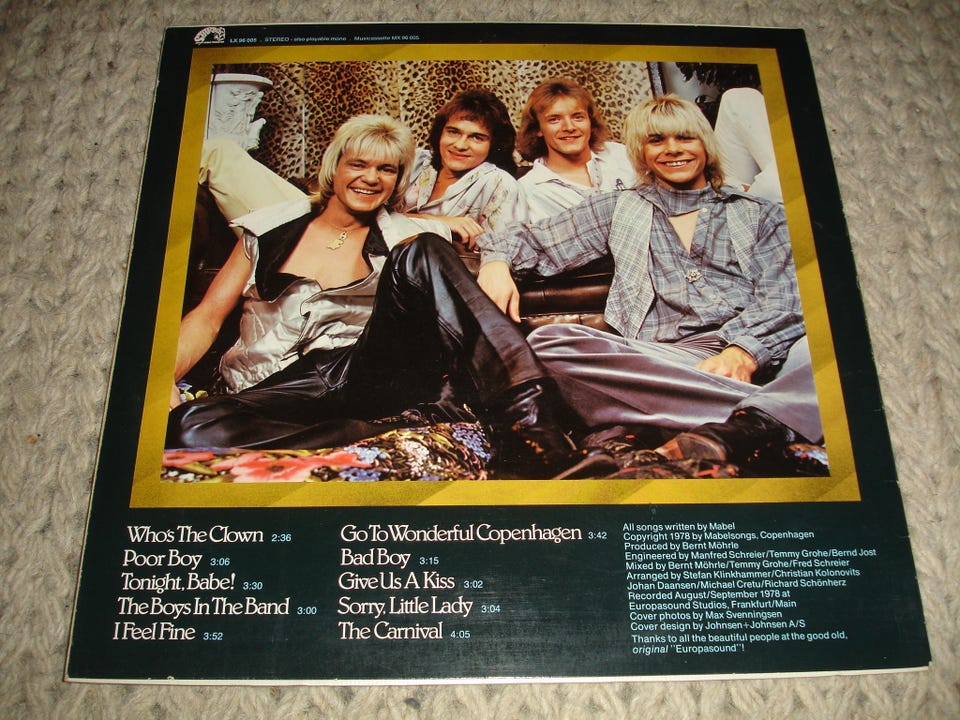 LX 96 005 . STEREO - also playable mono . Musicassette MX 96 005
Who's The Clown 2:36
Poor Boy 3:06
Tonight, Babe! 3:30
The Boys In The Band 3:00
I Feel Fine 3:52
Go To Wonderful Copenhagen 3:42
Bad Boy 3:15
Give Us A Kiss 3:02
Sorry, Little Lady 3:04
The Carnival 4:05
All songs written by Mabel
Copyright 1978 by Mabelsongs, Copenhagen
Produced by Bernt Möhrle
Engineered by Manfred Schreier/Temmy Grohe/Bernd Jost
Mixed by Bernt Möhrle/Temmy Grohe/Fred Schreier
Arranged by Stefan Klinkhammer/Christian Kolonovits
Johan Daansen/Michael Cretu/Richard Schönherz
Recorded August/September 1978 at
Europasound Studios, Frankfurt/Main
Cover photos by Max Svenningsen
Cover design by Johnsen+Johnsen A/S
Thanks to all the beautiful people at the good old,
original "Europasound"!